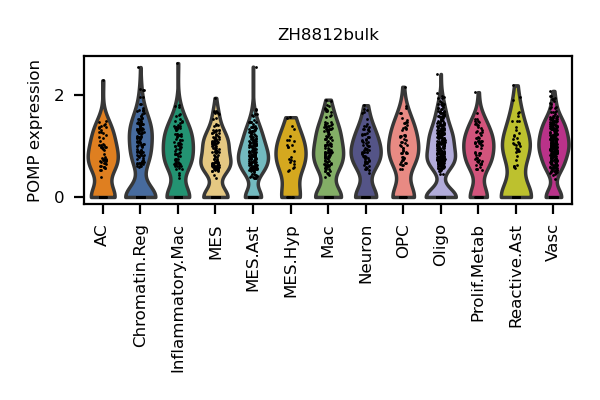 ZH8812bulk
POMP expression
2
0
AC
Chromatin.Reg
Inflammatory.Mac
MES
MES.Ast
MES.Hyp
Mac
Neuron
OPC
Oligo
Prolif.Metab
Reactive.Ast
Vasc